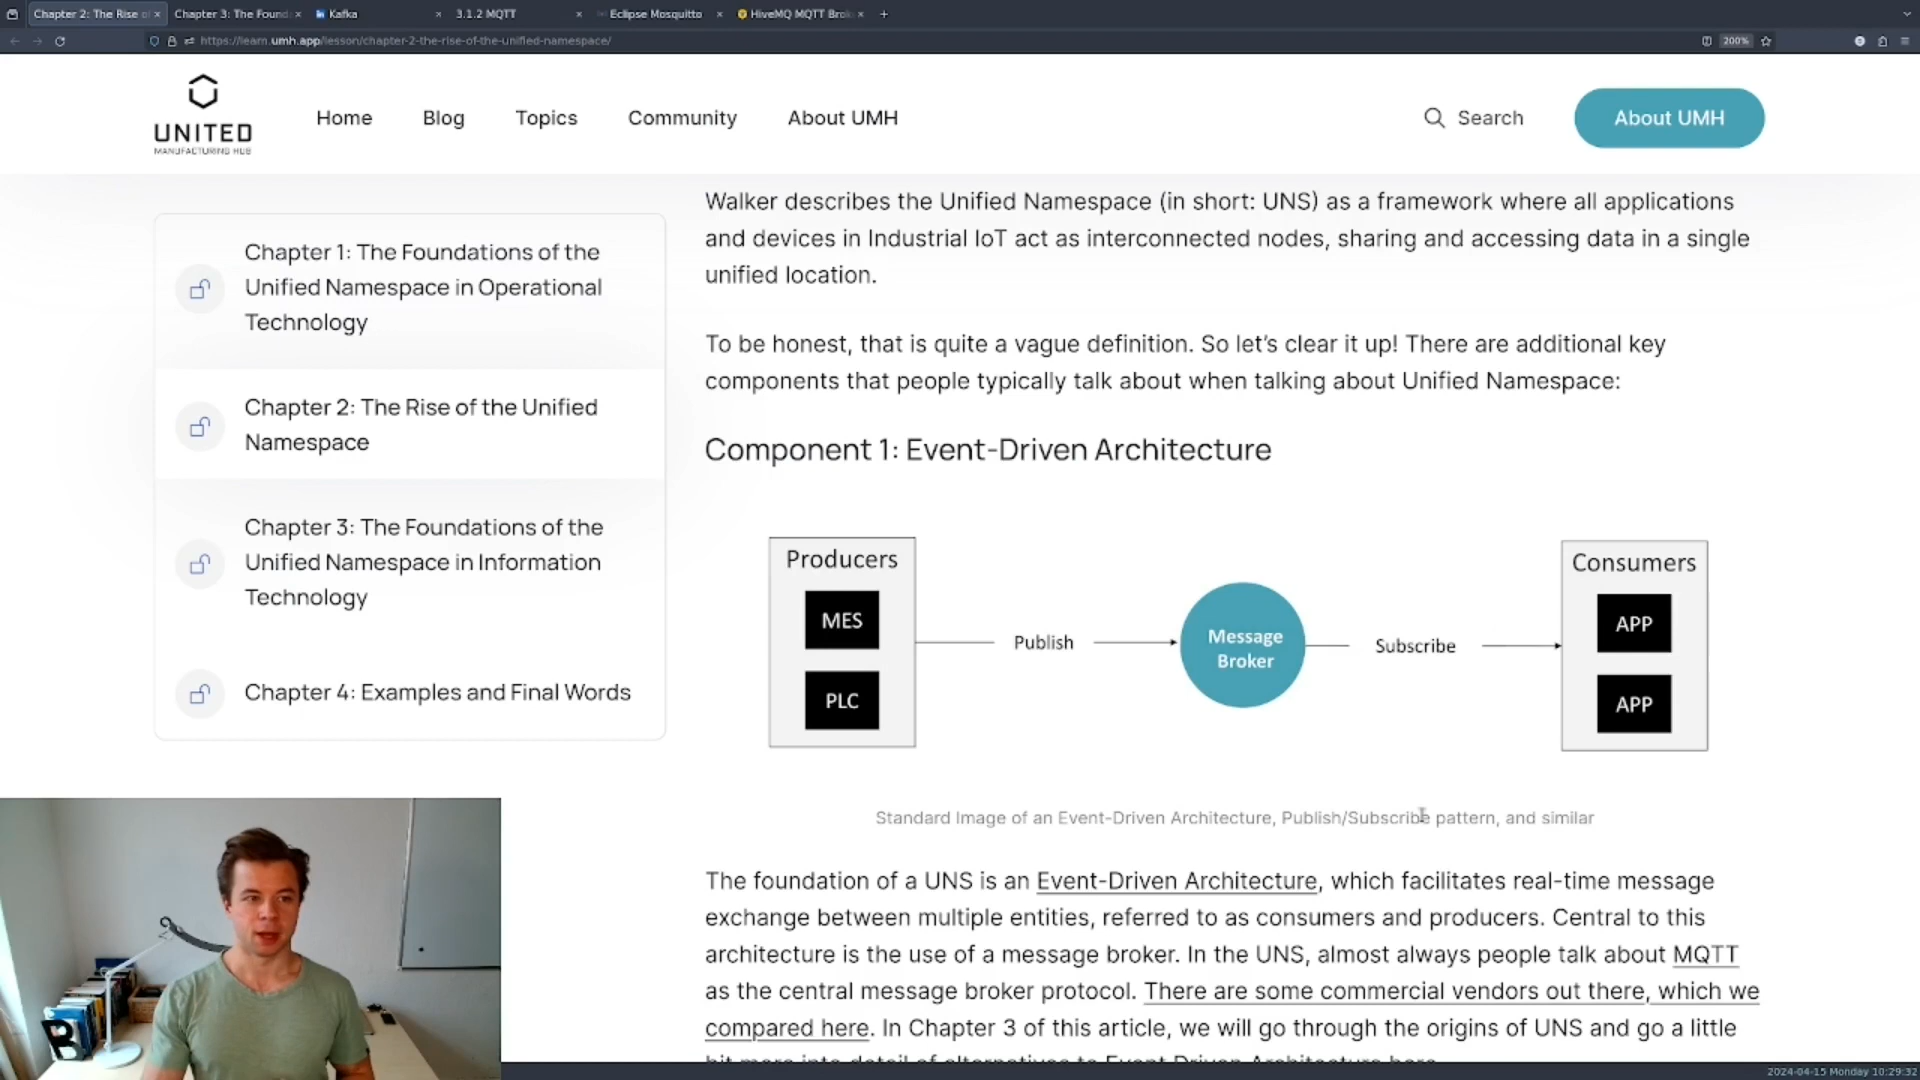 Chapter 2: The Rise o
Chapter 3: The Found
Kafka
3.1.2 MQTT
Eclipse Mosquitto
HiveMQ MQTT Brok
https://learn.umh.app/lesson/chapter-2-the-rise-of-the-unified-namespace/
200%
UNITED
MANUFACTURING HUB
Home
Blog
Topics
Community
About UMH
Search
About UMH
Chapter 1: The Foundations of the
Unified Namespace in Operational
Technology
Chapter 2: The Rise of the Unified
Namespace
Chapter 3: The Foundations of the
Unified Namespace in Information
Technology
Chapter 4: Examples and Final Words
Walker describes the Unified Namespace (in short: UNS) as a framework where all applications
and devices in Industrial IoT act as interconnected nodes, sharing and accessing data in a single
unified location.
To be honest, that is quite a vague definition. So let’s clear it up! There are additional key
components that people typically talk about when talking about Unified Namespace:
Component 1: Event-Driven Architecture
Producers
MES
PLC
Publish
Message
Broker
Subscribe
Consumers
APP
APP
Standard Image of an Event-Driven Architecture, Publish/Subscribe pattern, and similar
The foundation of a UNS is an Event-Driven Architecture, which facilitates real-time message
exchange between multiple entities, referred to as consumers and producers. Central to this
architecture is the use of a message broker. In the UNS, almost always people talk about MQTT
as the central message broker protocol. There are some commercial vendors out there, which we
compared here. In Chapter 3 of this article, we will go through the origins of UNS and go a little
bit more into detail of alternatives to Event-Driven Architecture here.
2024-04-15 Monday 10:29:32